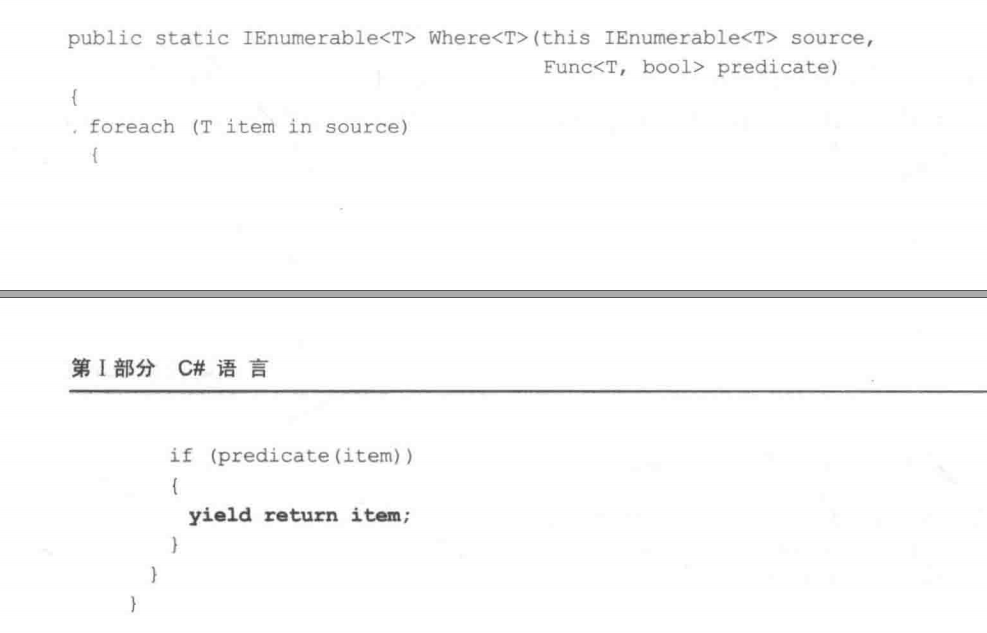 public static IEnumerable<T> Where<T>(this IEnumerable<T> source,
Func<T, bool> predicate)
{
foreach (T item in source)
{
第Ⅰ部分 C# 语 言
if (predicate(item))
{
yield return item;
}
}
}